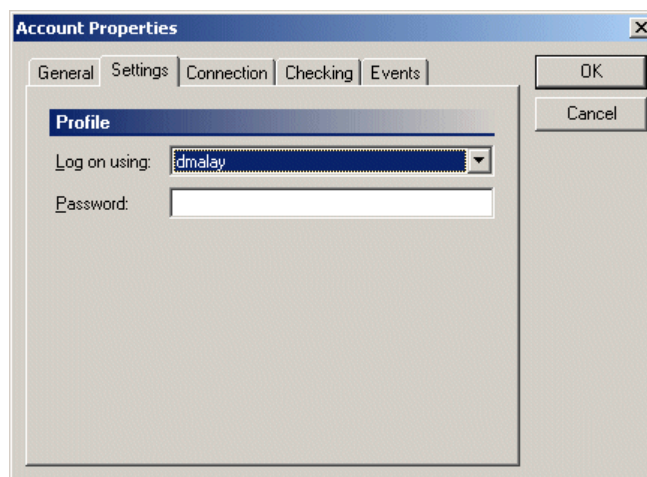 Account Properties
General Settings Connection Checking Events
OK
Cancel
Profile
Log on using: dmalay
Password: